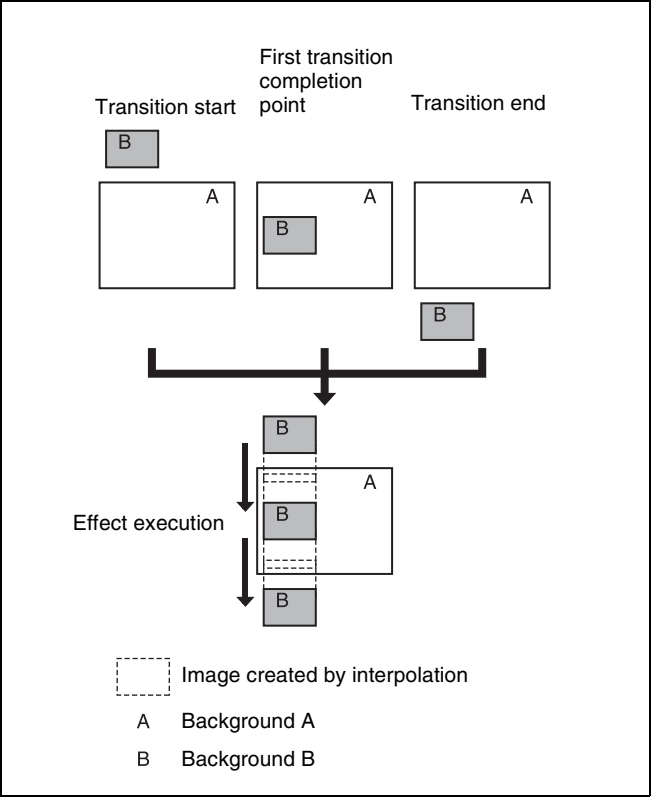 First transition
completion
point
Transition start
Transition end
B
A
A
A
B
B
B
A
B
Effect execution
B
Image created by interpolation
A Background A
B Background B